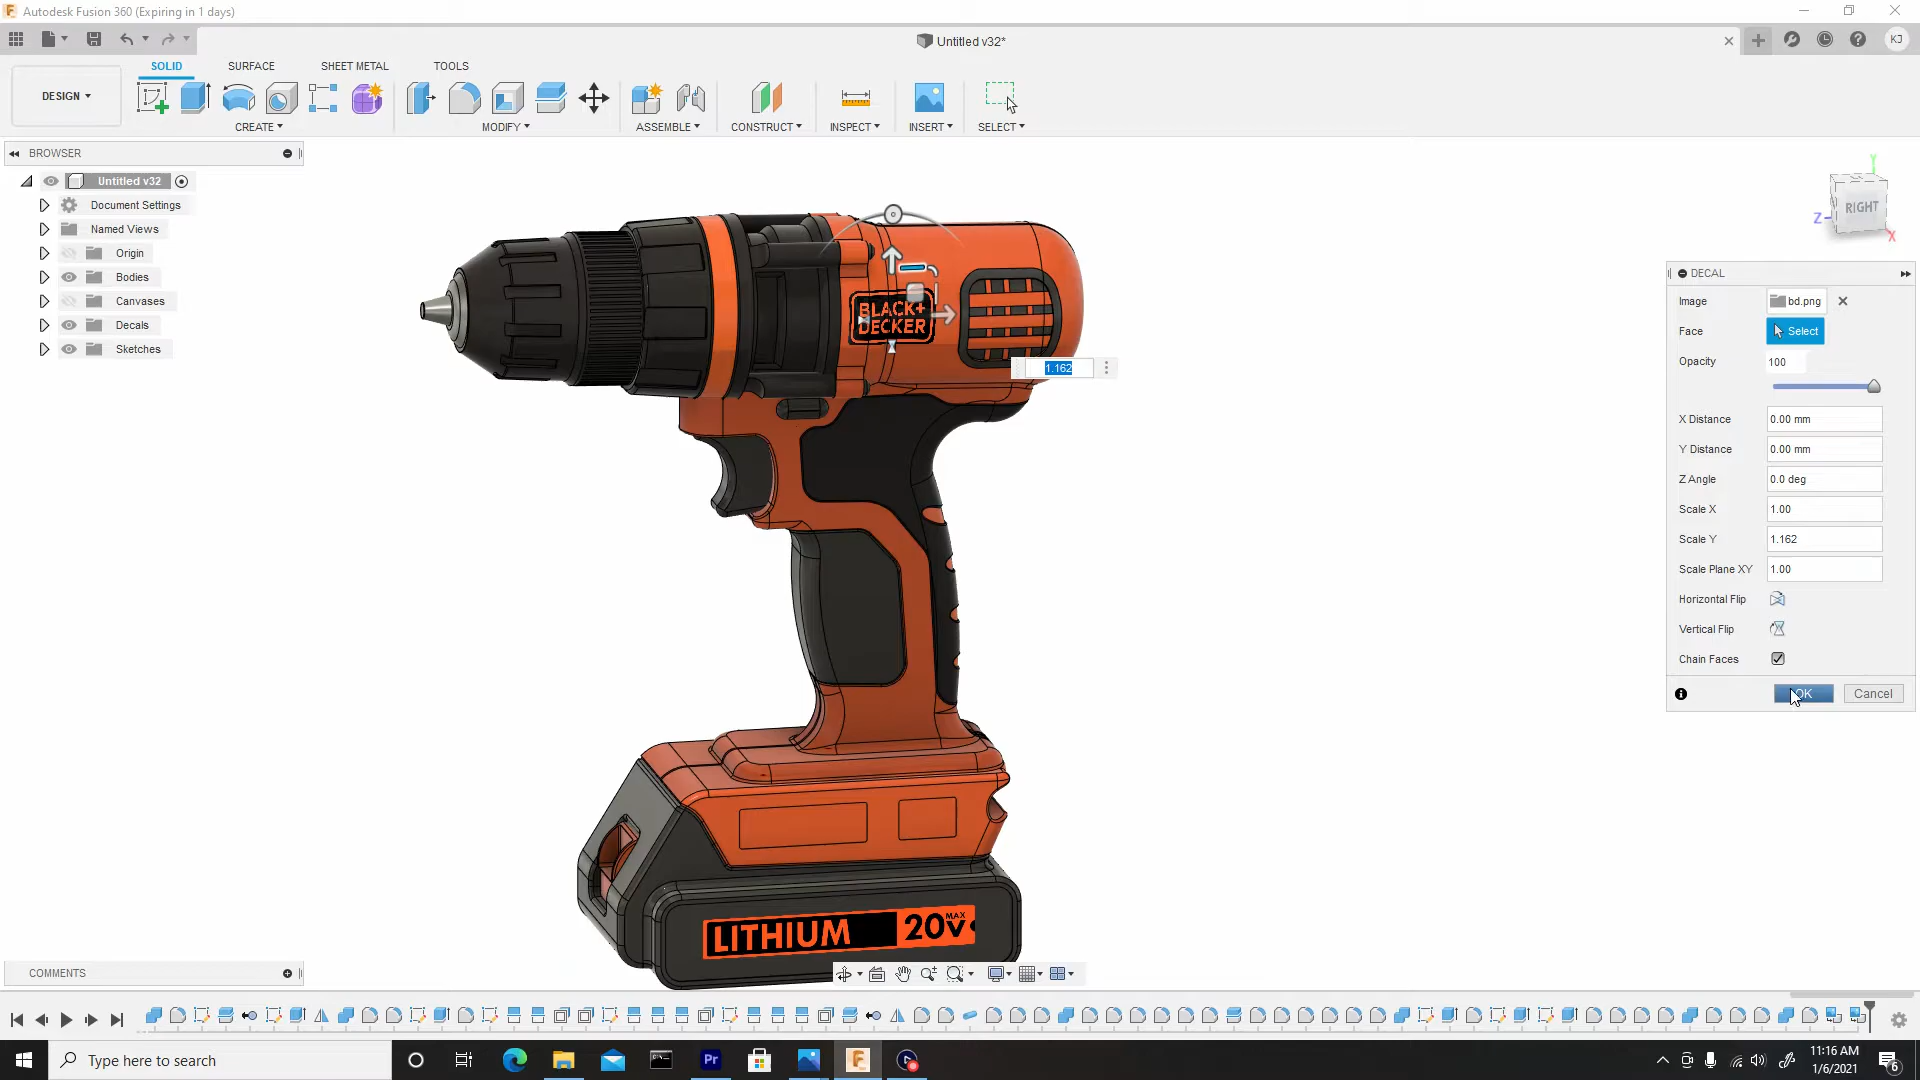 Autodesk Fusion 360 (Expiring in 1 days)
Untitled v32*
KJ
SOLID
SURFACE
SHEET METAL
TOOLS
DESIGN
CREATE
MODIFY
ASSEMBLE
CONSTRUCT
INSPECT
INSERT
SELECT
BROWSER
Untitled v32
Document Settings
Named Views
Origin
Bodies
Canvases
Decals
Sketches
Y
Z
RIGHT
X
BLACK+
DECKER
1.162
DECAL
Image
bd.png
Face
Select
Opacity
100
X Distance
0.00 mm
Y Distance
0.00 mm
Z Angle
0.0 deg
Scale X
1.00
Scale Y
1.162
Scale Plane XY
1.00
Horizontal Flip
Vertical Flip
Chain Faces
OK
Cancel
LITHIUM 20V MAX
COMMENTS
Type here to search
Pr
11:16 AM
1/6/2021
6